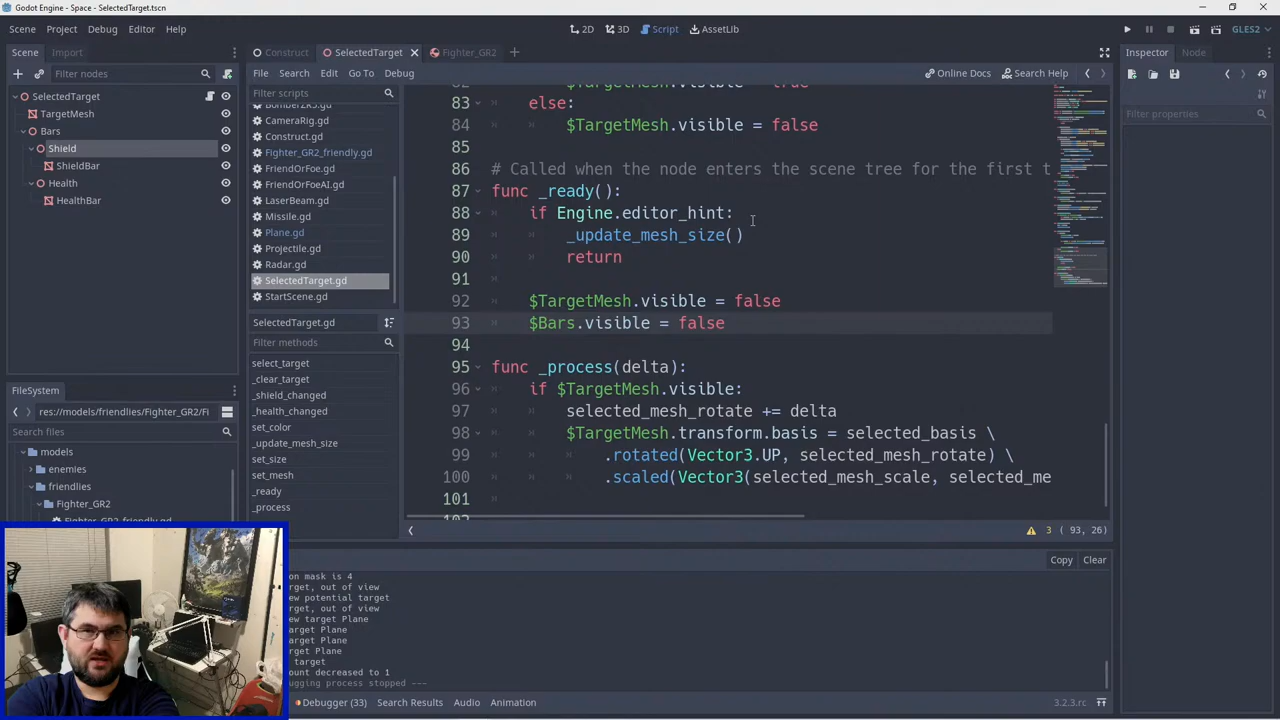 Godot Engine - Space - SelectedTarget.tscn
Scene Project Debug Editor Help
2D 3D Script AssetLib
GLES2
Scene Import
Construct SelectedTarget Fighter_GR2
Inspector Node
Filter nodes
File Search Edit Go To Debug
Online Docs Search Help
SelectedTarget
TargetMesh
Bars
Shield
ShieldBar
Health
HealthBar
Filter scripts
BomberZR5.gd
CameraRig.gd
Construct.gd
Fighter_GR2_friendly.gd
FriendOrFoe.gd
FriendOrFoeAI.gd
LaserBeam.gd
Missile.gd
Plane.gd
Projectile.gd
Radar.gd
SelectedTarget.gd
StartScene.gd
SelectedTarget.gd
Filter methods
select_target
_clear_target
_shield_changed
_health_changed
set_color
_update_mesh_size
set_size
set_mesh
_ready
_process
82 $TargetMesh.visible = true
83 else:
84 $TargetMesh.visible = false
85
86 # Called when the node enters the scene tree for the first t
87 func _ready():
88 if Engine.editor_hint:
89 _update_mesh_size()
90 return
91
92 $TargetMesh.visible = false
93 $Bars.visible = false
94
95 func _process(delta):
96 if $TargetMesh.visible:
97 selected_mesh_rotate += delta
98 $TargetMesh.transform.basis = selected_basis \
99 .rotated(Vector3.UP, selected_mesh_rotate) \
100 .scaled(Vector3(selected_mesh_scale, selected_me
101
3 ( 93, 26)
Filter properties
FileSystem
res://models/friendlies/Fighter_GR2/Fi
Search files
models
enemies
friendlies
Fighter_GR2
Fighter_GR2_friendly.gd
Copy Clear
on mask is 4
rget, out of view
ew potential target
rget, out of view
ew target Plane
arget Plane
arget Plane
arget Plane
target
ount decreased to 1
ugging process stopped ---
Debugger (33) Search Results Audio Animation
3.2.3.rc